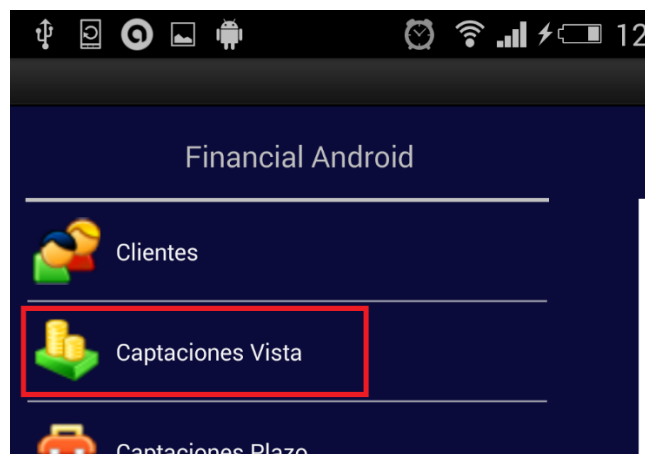 12
Financial Android
Clientes
Captaciones Vista
Captaciones Plazo